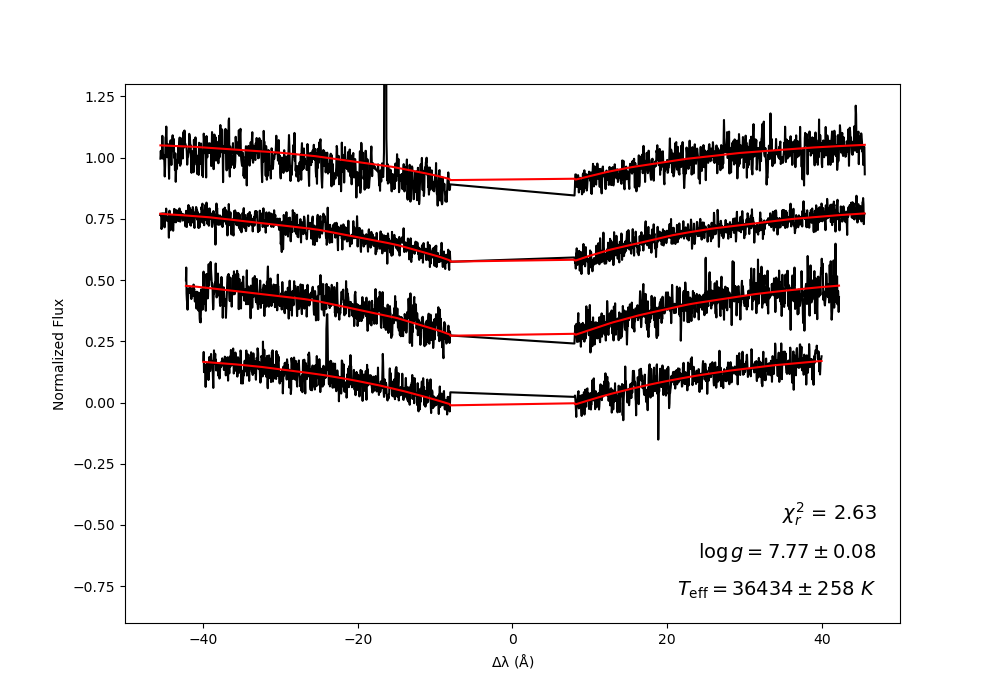 1.25
1.00
0.75
0.50
0.25
0.00
−0.25
−0.50
−0.75
Normalized Flux
χ²ᵣ = 2.63
log g = 7.77 ± 0.08
T_eff = 36434 ± 258 K
−40 −20 0 20 40
Δλ (Å)